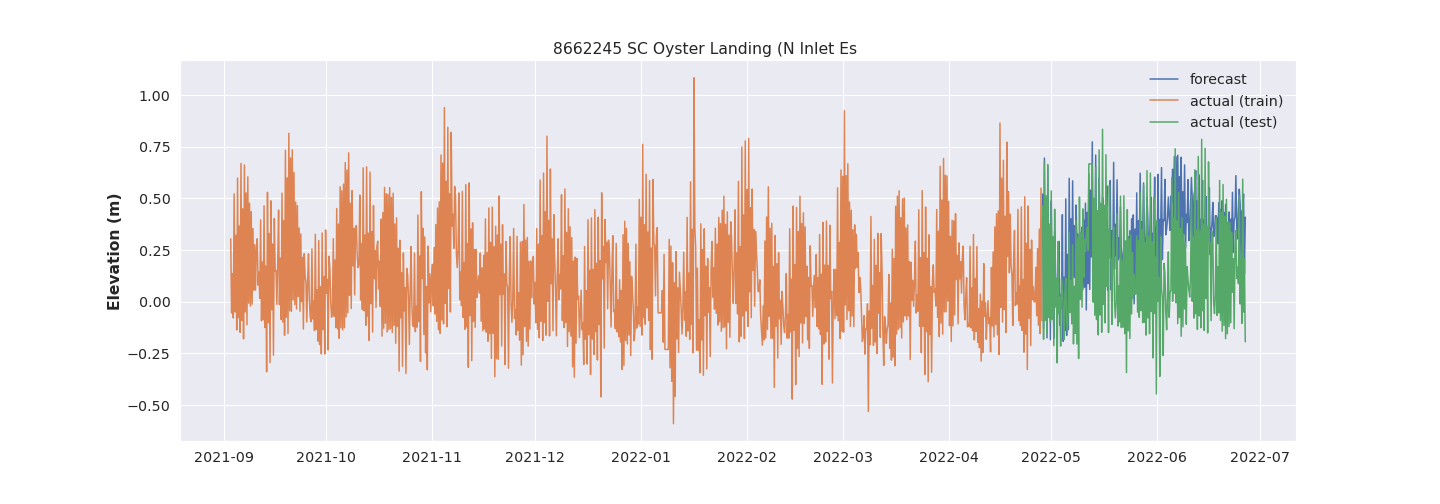 8662245 SC Oyster Landing (N Inlet Es
forecast
actual (train)
actual (test)
Elevation (m)
1.00
0.75
0.50
0.25
0.00
−0.25
−0.50
2021-09 2021-10 2021-11 2021-12 2022-01 2022-02 2022-03 2022-04 2022-05 2022-06 2022-07